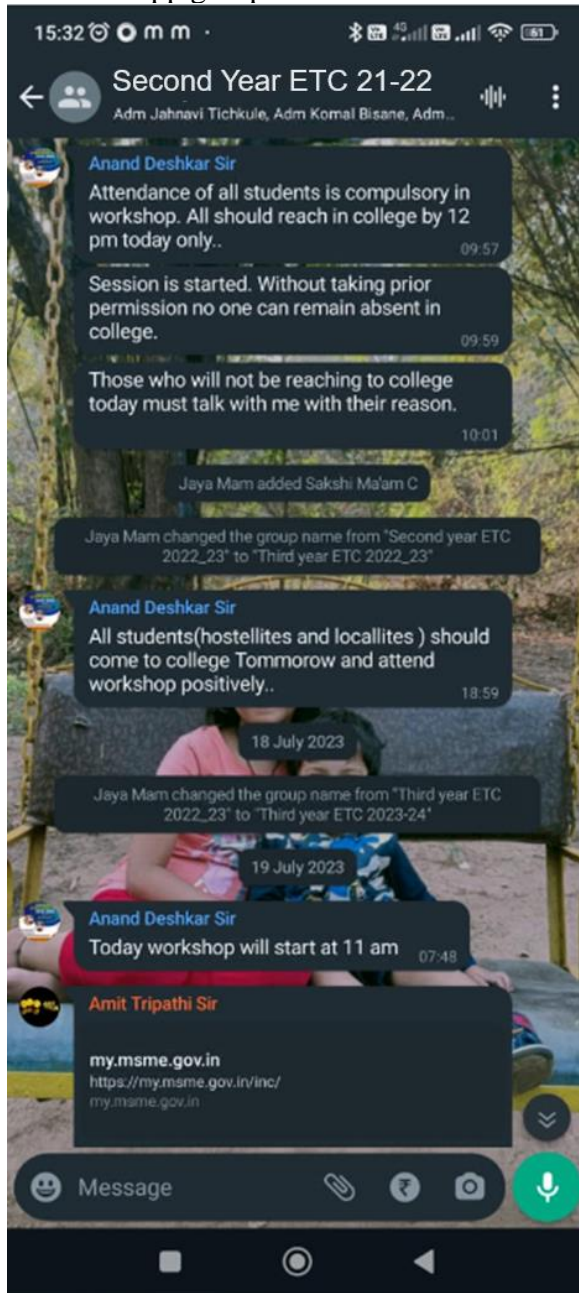 15:32 m m · 4G 61
Second Year ETC 21-22
Adm Jahnavi Tichkule, Adm Komal Bisane, Adm..
Anand Deshkar Sir
Attendance of all students is compulsory in
workshop. All should reach in college by 12
pm today only.. 09:57
Session is started. Without taking prior
permission no one can remain absent in
college. 09:59
Those who will not be reaching to college
today must talk with me with their reason.
10:01
Jaya Mam added Sakshi Ma'am C
Jaya Mam changed the group name from "Second year ETC
2022_23" to "Third year ETC 2022_23"
Anand Deshkar Sir
All students(hostellites and locallites ) should
come to college Tommorow and attend
workshop positively.. 18:59
18 July 2023
Jaya Mam changed the group name from "Third year ETC
2022_23" to "Third year ETC 2023-24"
19 July 2023
Anand Deshkar Sir
Today workshop will start at 11 am 07:48
Amit Tripathi Sir
my.msme.gov.in
https://my.msme.gov.in/inc/
my.msme.gov.in
Message